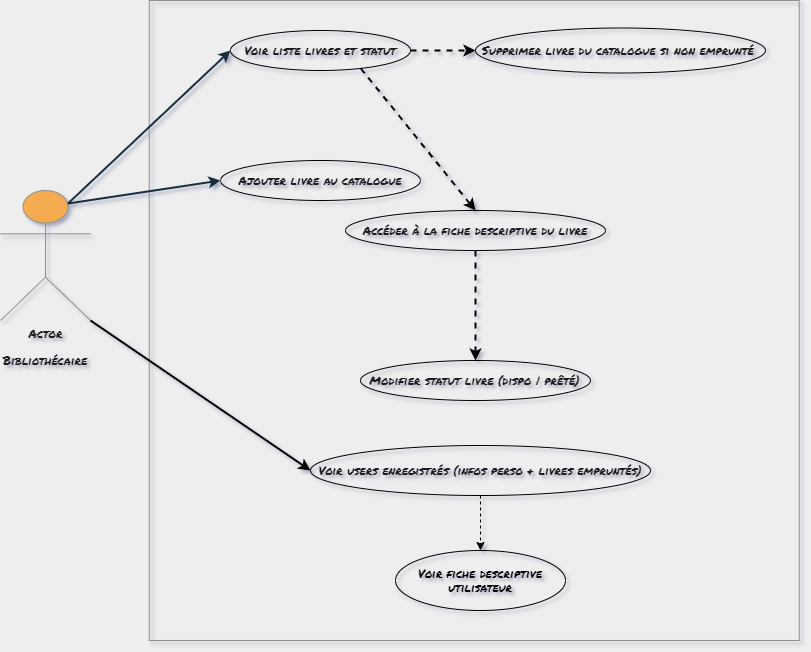 Voir liste livres et statut
Supprimer livre du catalogue si non emprunté
Ajouter livre au catalogue
Accéder à la fiche descriptive du livre
Actor
Bibliothécaire
Modifier statut livre (dispo / prêté)
Voir users enregistrés (infos perso + livres empruntés)
Voir fiche descriptive
utilisateur